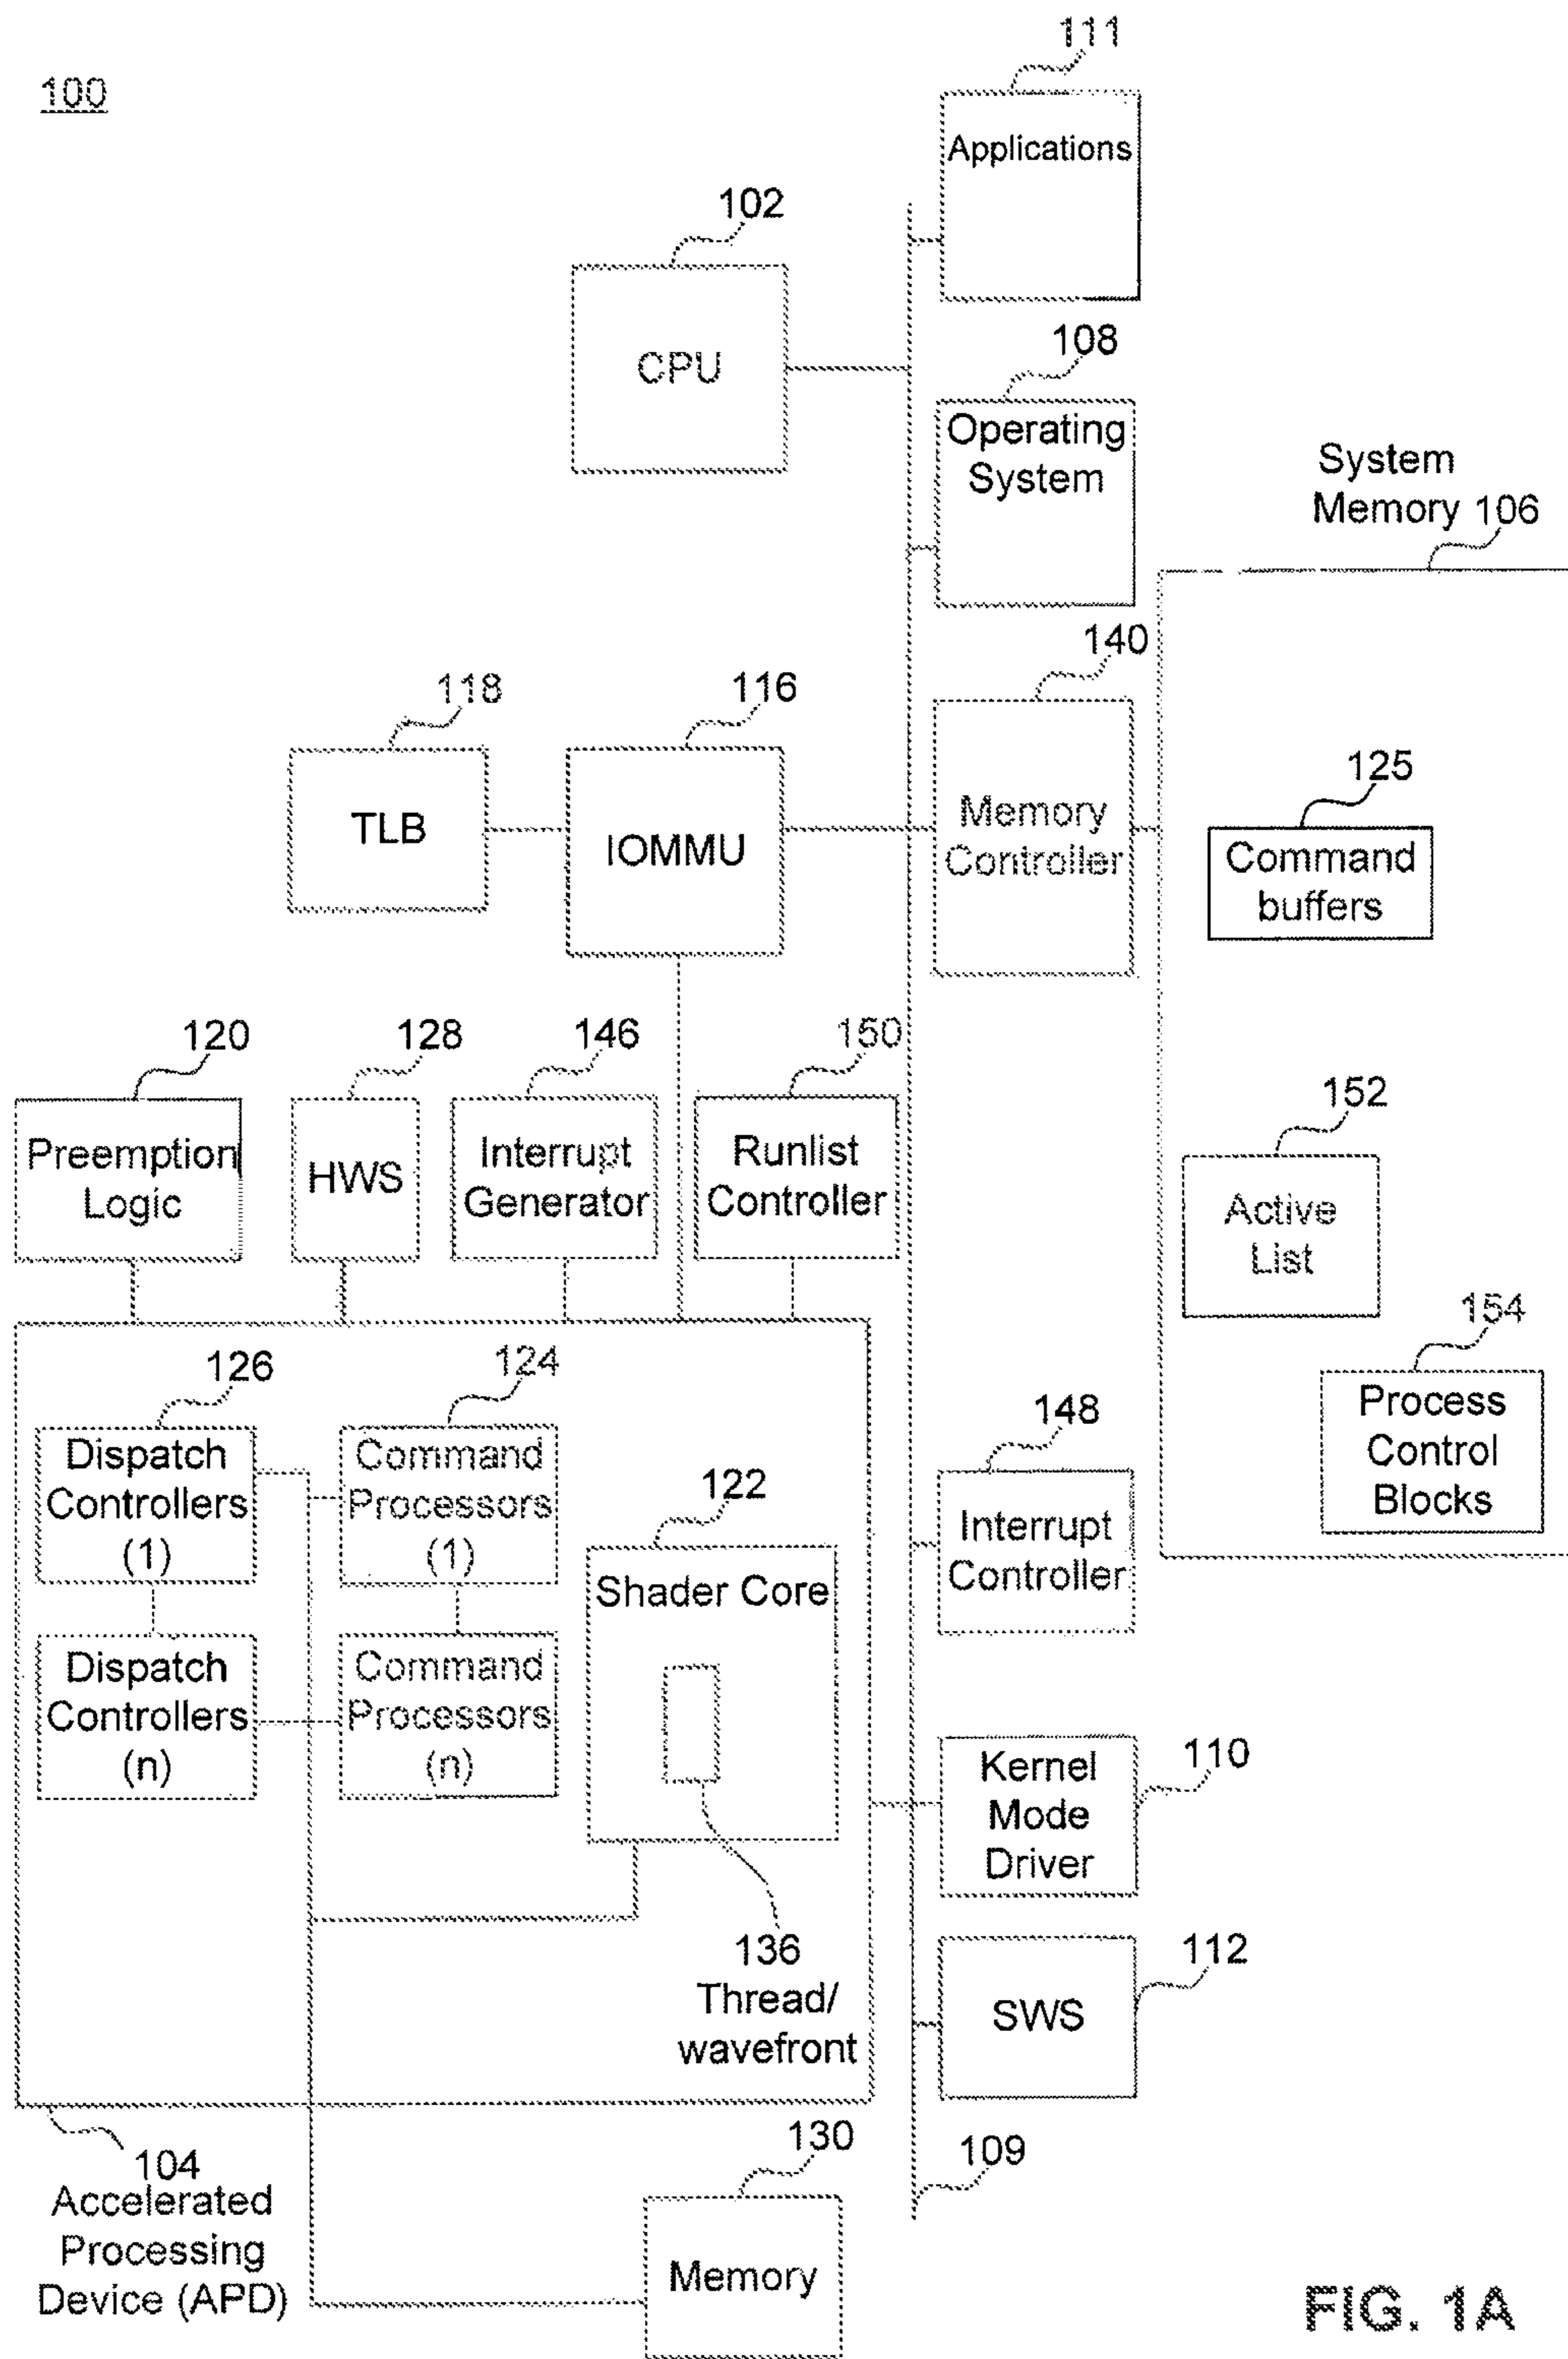 100
111
Applications
102
CPU
108
Operating
System
System
Memory 106
140
Memory
Controller
118
TLB
116
IOMMU
125
Command
buffers
120
Preemption
Logic
128
HWS
146
Interrupt
Generator
150
Runlist
Controller
152
Active
List
154
Process
Control
Blocks
126
Dispatch
Controllers
(1)
124
Command
Processors
(1)
122
Shader Core
148
Interrupt
Controller
Dispatch
Controllers
(n)
Command
Processors
(n)
136
Thread/
wavefront
110
Kernel
Mode
Driver
112
SWS
104
Accelerated
Processing
Device (APD)
130
Memory
109
FIG. 1A